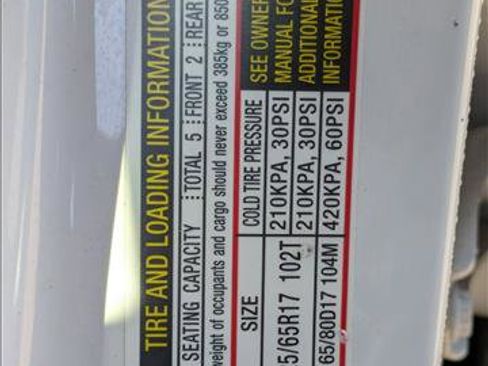 TIRE AND LOADING INFORMATION
SEATING CAPACITY TOTAL 5 FRONT 2 REAR
weight of occupants and cargo should never exceed 385kg or 850
SIZE COLD TIRE PRESSURE SEE OWNER
210KPA, 30PSI MANUAL FO
5/65R17 102T 210KPA, 30PSI ADDITIONAL
65/80D17 104M 420KPA, 60PSI INFORMATIO